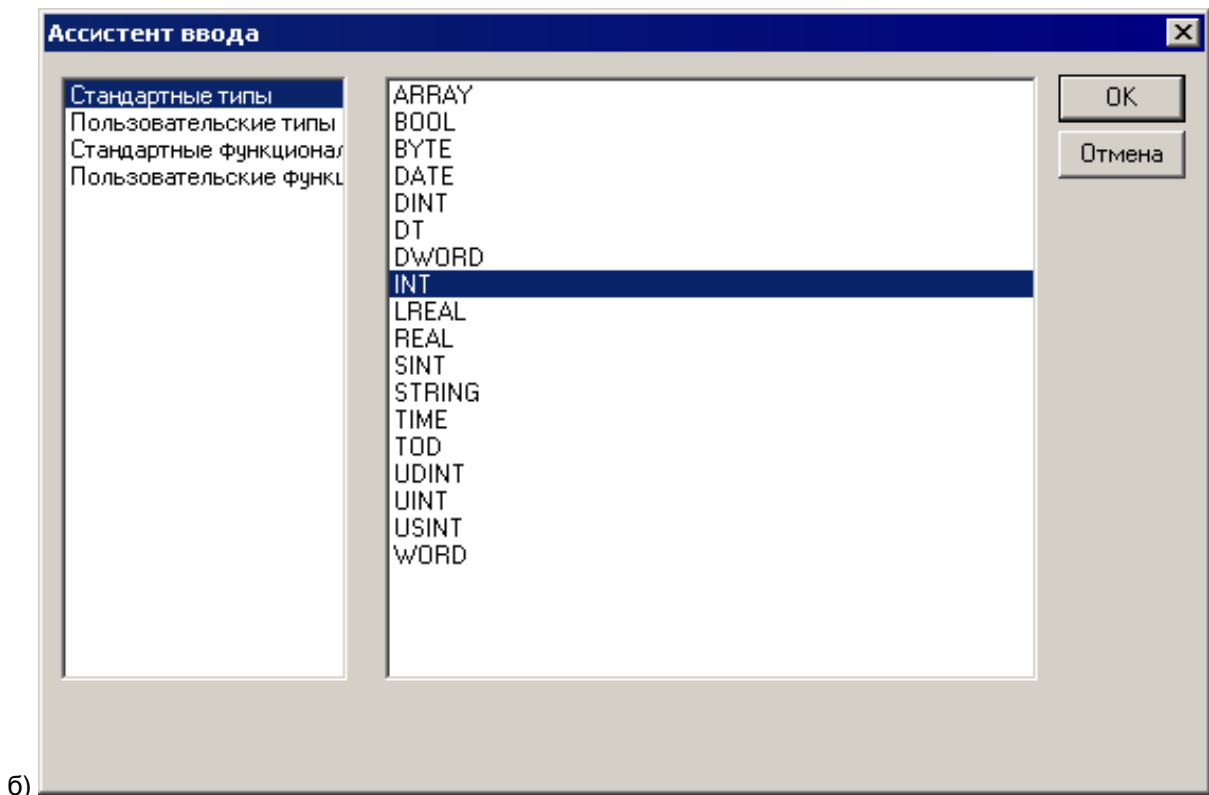 Ассистент ввода
Стандартные типы
Пользовательские типы
Стандартные функционал
Пользовательские функц
ARRAY
BOOL
BYTE
DATE
DINT
DT
DWORD
INT
LREAL
REAL
SINT
STRING
TIME
TOD
UDINT
UINT
USINT
WORD
OK
Отмена
б)